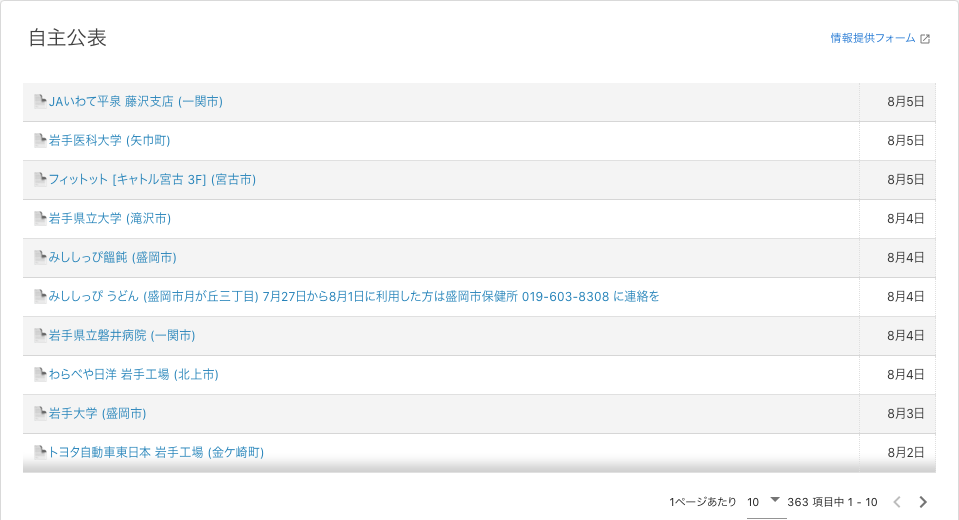 自主公表
情報提供フォーム
JAいわて平泉 藤沢支店 (一関市) 8月5日
岩手医科大学 (矢巾町) 8月5日
フィットット [キャトル宮古 3F] (宮古市) 8月5日
岩手県立大学 (滝沢市) 8月4日
みししっぴ饂飩 (盛岡市) 8月4日
みししっぴ うどん (盛岡市月が丘三丁目) 7月27日から8月1日に利用した方は盛岡市保健所 019-603-8308 に連絡を 8月4日
岩手県立磐井病院 (一関市) 8月4日
わらべや日洋 岩手工場 (北上市) 8月4日
岩手大学 (盛岡市) 8月3日
トヨタ自動車東日本 岩手工場 (金ケ崎町) 8月2日
1ページあたり 10 363 項目中 1 - 10